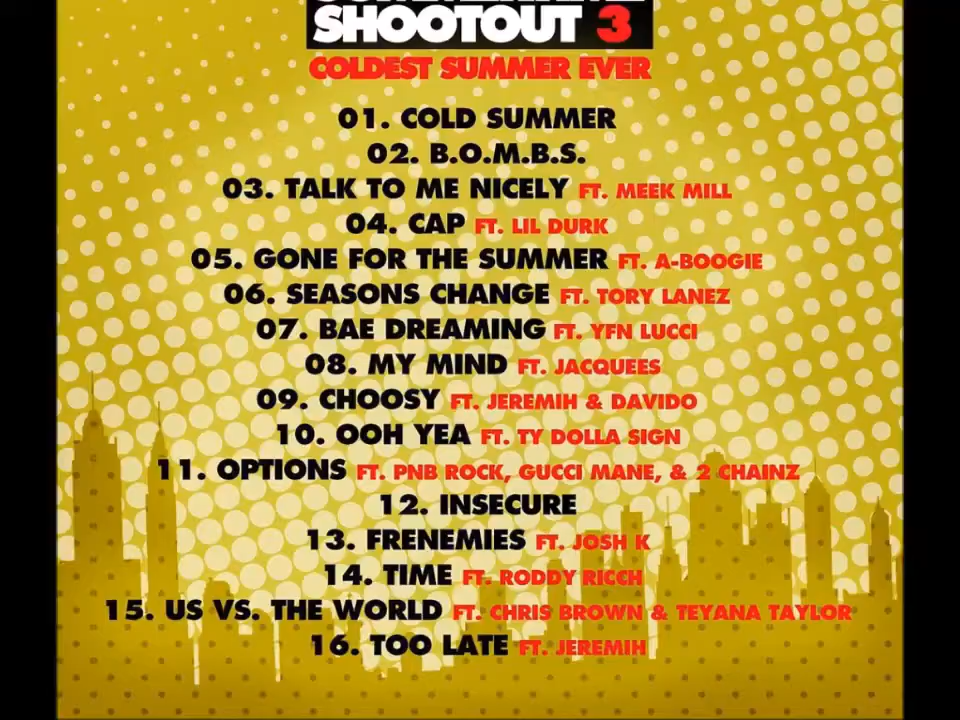 SHOOTOUT 3
COLDEST SUMMER EVER
01. COLD SUMMER
02. B.O.M.B.S.
03. TALK TO ME NICELY FT. MEEK MILL
04. CAP FT. LIL DURK
05. GONE FOR THE SUMMER FT. A-BOOGIE
06. SEASONS CHANGE FT. TORY LANEZ
07. BAE DREAMING FT. YFN LUCCI
08. MY MIND FT. JACQUEES
09. CHOOSY FT. JEREMIH & DAVIDO
10. OOH YEA FT. TY DOLLA SIGN
11. OPTIONS FT. PNB ROCK, GUCCI MANE, & 2 CHAINZ
12. INSECURE
13. FRENEMIES FT. JOSH K
14. TIME FT. RODDY RICCH
15. US VS. THE WORLD FT. CHRIS BROWN & TEYANA TAYLOR
16. TOO LATE FT. JEREMIH